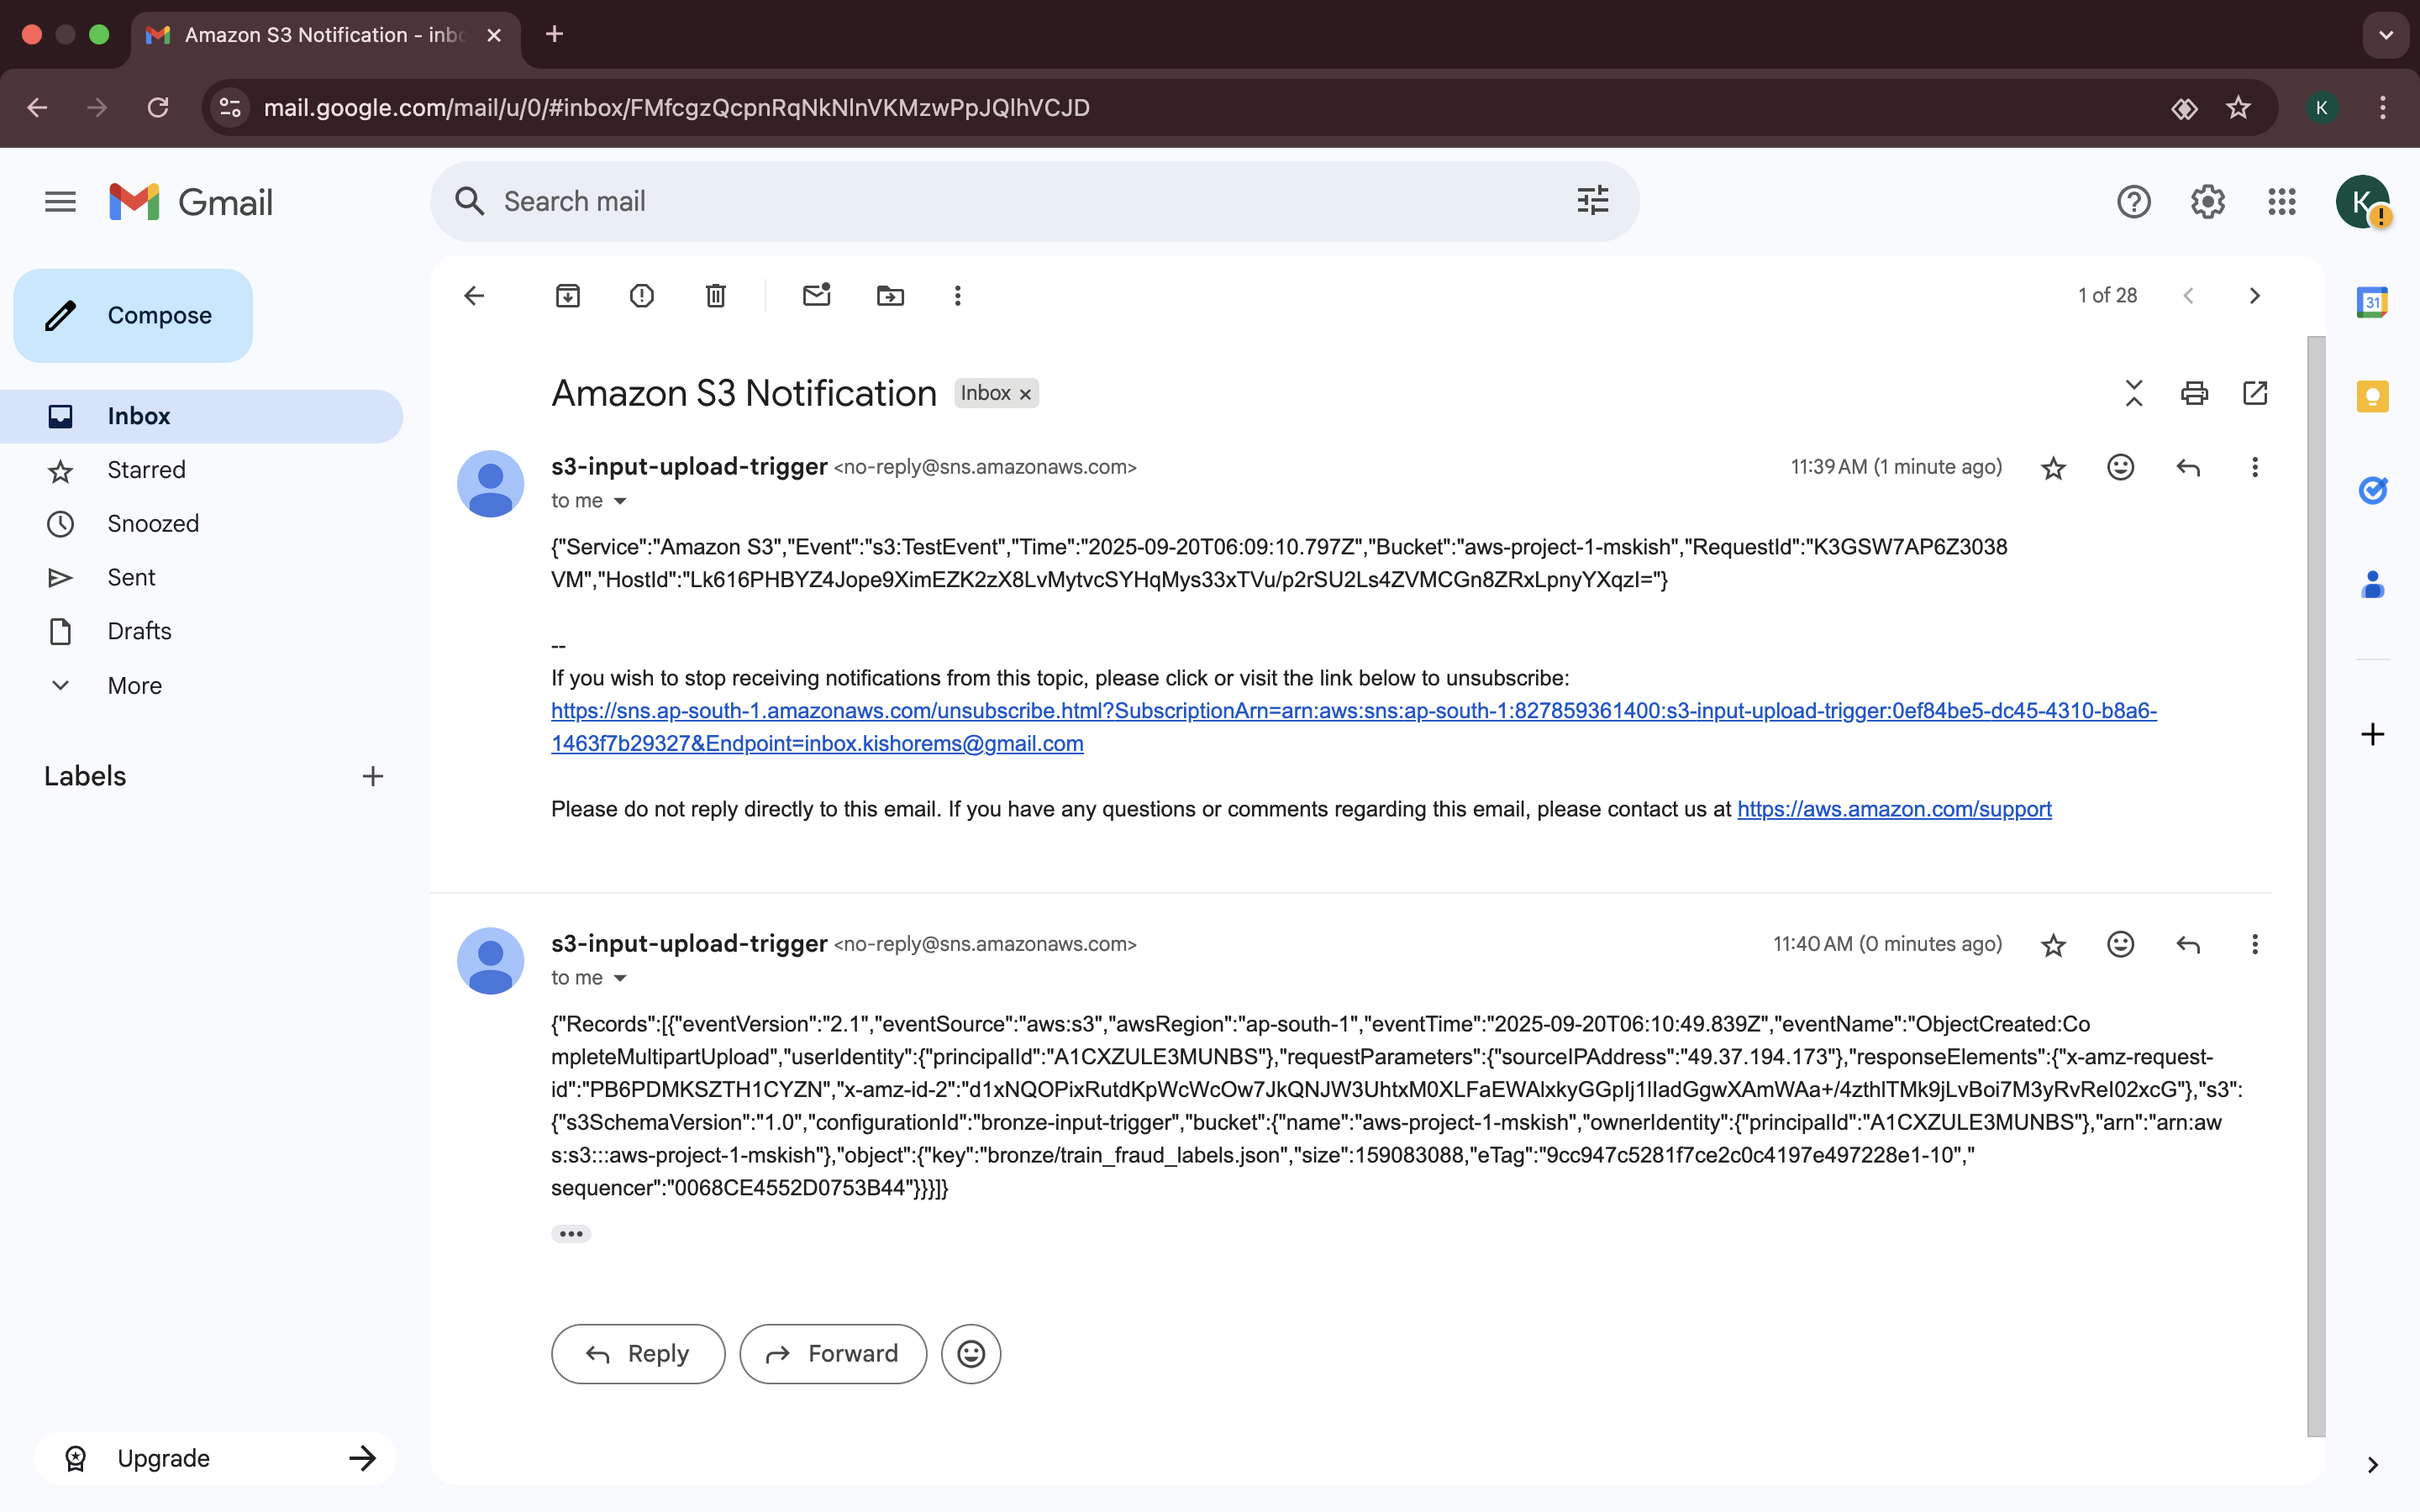 Amazon S3 Notification - inbo
mail.google.com/mail/u/0/#inbox/FMfcgzQcpnRqNkNlnVKMzwPpJQlhVCJD
K
Gmail
Search mail
K
Compose
1 of 28
Inbox
Starred
Snoozed
Sent
Drafts
More
Labels
Upgrade
31
Amazon S3 Notification Inbox
s3-input-upload-trigger <no-reply@sns.amazonaws.com>
11:39 AM (1 minute ago)
to me
{"Service":"Amazon S3","Event":"s3:TestEvent","Time":"2025-09-20T06:09:10.797Z","Bucket":"aws-project-1-mskish","RequestId":"K3GSW7AP6Z3038
VM","HostId":"Lk616PHBYZ4Jope9XimEZK2zX8LvMytvcSYHqMys33xTVu/p2rSU2Ls4ZVMCGn8ZRxLpnyYXqzI="}
--
If you wish to stop receiving notifications from this topic, please click or visit the link below to unsubscribe:
https://sns.ap-south-1.amazonaws.com/unsubscribe.html?SubscriptionArn=arn:aws:sns:ap-south-1:827859361400:s3-input-upload-trigger:0ef84be5-dc45-4310-b8a6-
1463f7b29327&Endpoint=inbox.kishorems@gmail.com
Please do not reply directly to this email. If you have any questions or comments regarding this email, please contact us at https://aws.amazon.com/support
s3-input-upload-trigger <no-reply@sns.amazonaws.com>
11:40 AM (0 minutes ago)
to me
{"Records":[{"eventVersion":"2.1","eventSource":"aws:s3","awsRegion":"ap-south-1","eventTime":"2025-09-20T06:10:49.839Z","eventName":"ObjectCreated:Co
mpleteMultipartUpload","userIdentity":{"principalId":"A1CXZULE3MUNBS"},"requestParameters":{"sourceIPAddress":"49.37.194.173"},"responseElements":{"x-amz-request-
id":"PB6PDMKSZTH1CYZN","x-amz-id-2":"d1xNQOPixRutdKpWcWcOw7JkQNJW3UhtxM0XLFaEWAlxkyGGpIj1lIadGgwXAmWAa+/4zthlTMk9jLvBoi7M3yRvReI02xcG"},"s3":
{"s3SchemaVersion":"1.0","configurationId":"bronze-input-trigger","bucket":{"name":"aws-project-1-mskish","ownerIdentity":{"principalId":"A1CXZULE3MUNBS"},"arn":"arn:aw
s:s3:::aws-project-1-mskish"},"object":{"key":"bronze/train_fraud_labels.json","size":159083088,"eTag":"9cc947c5281f7ce2c0c4197e497228e1-10","
sequencer":"0068CE4552D0753B44"}}}]}
Reply
Forward